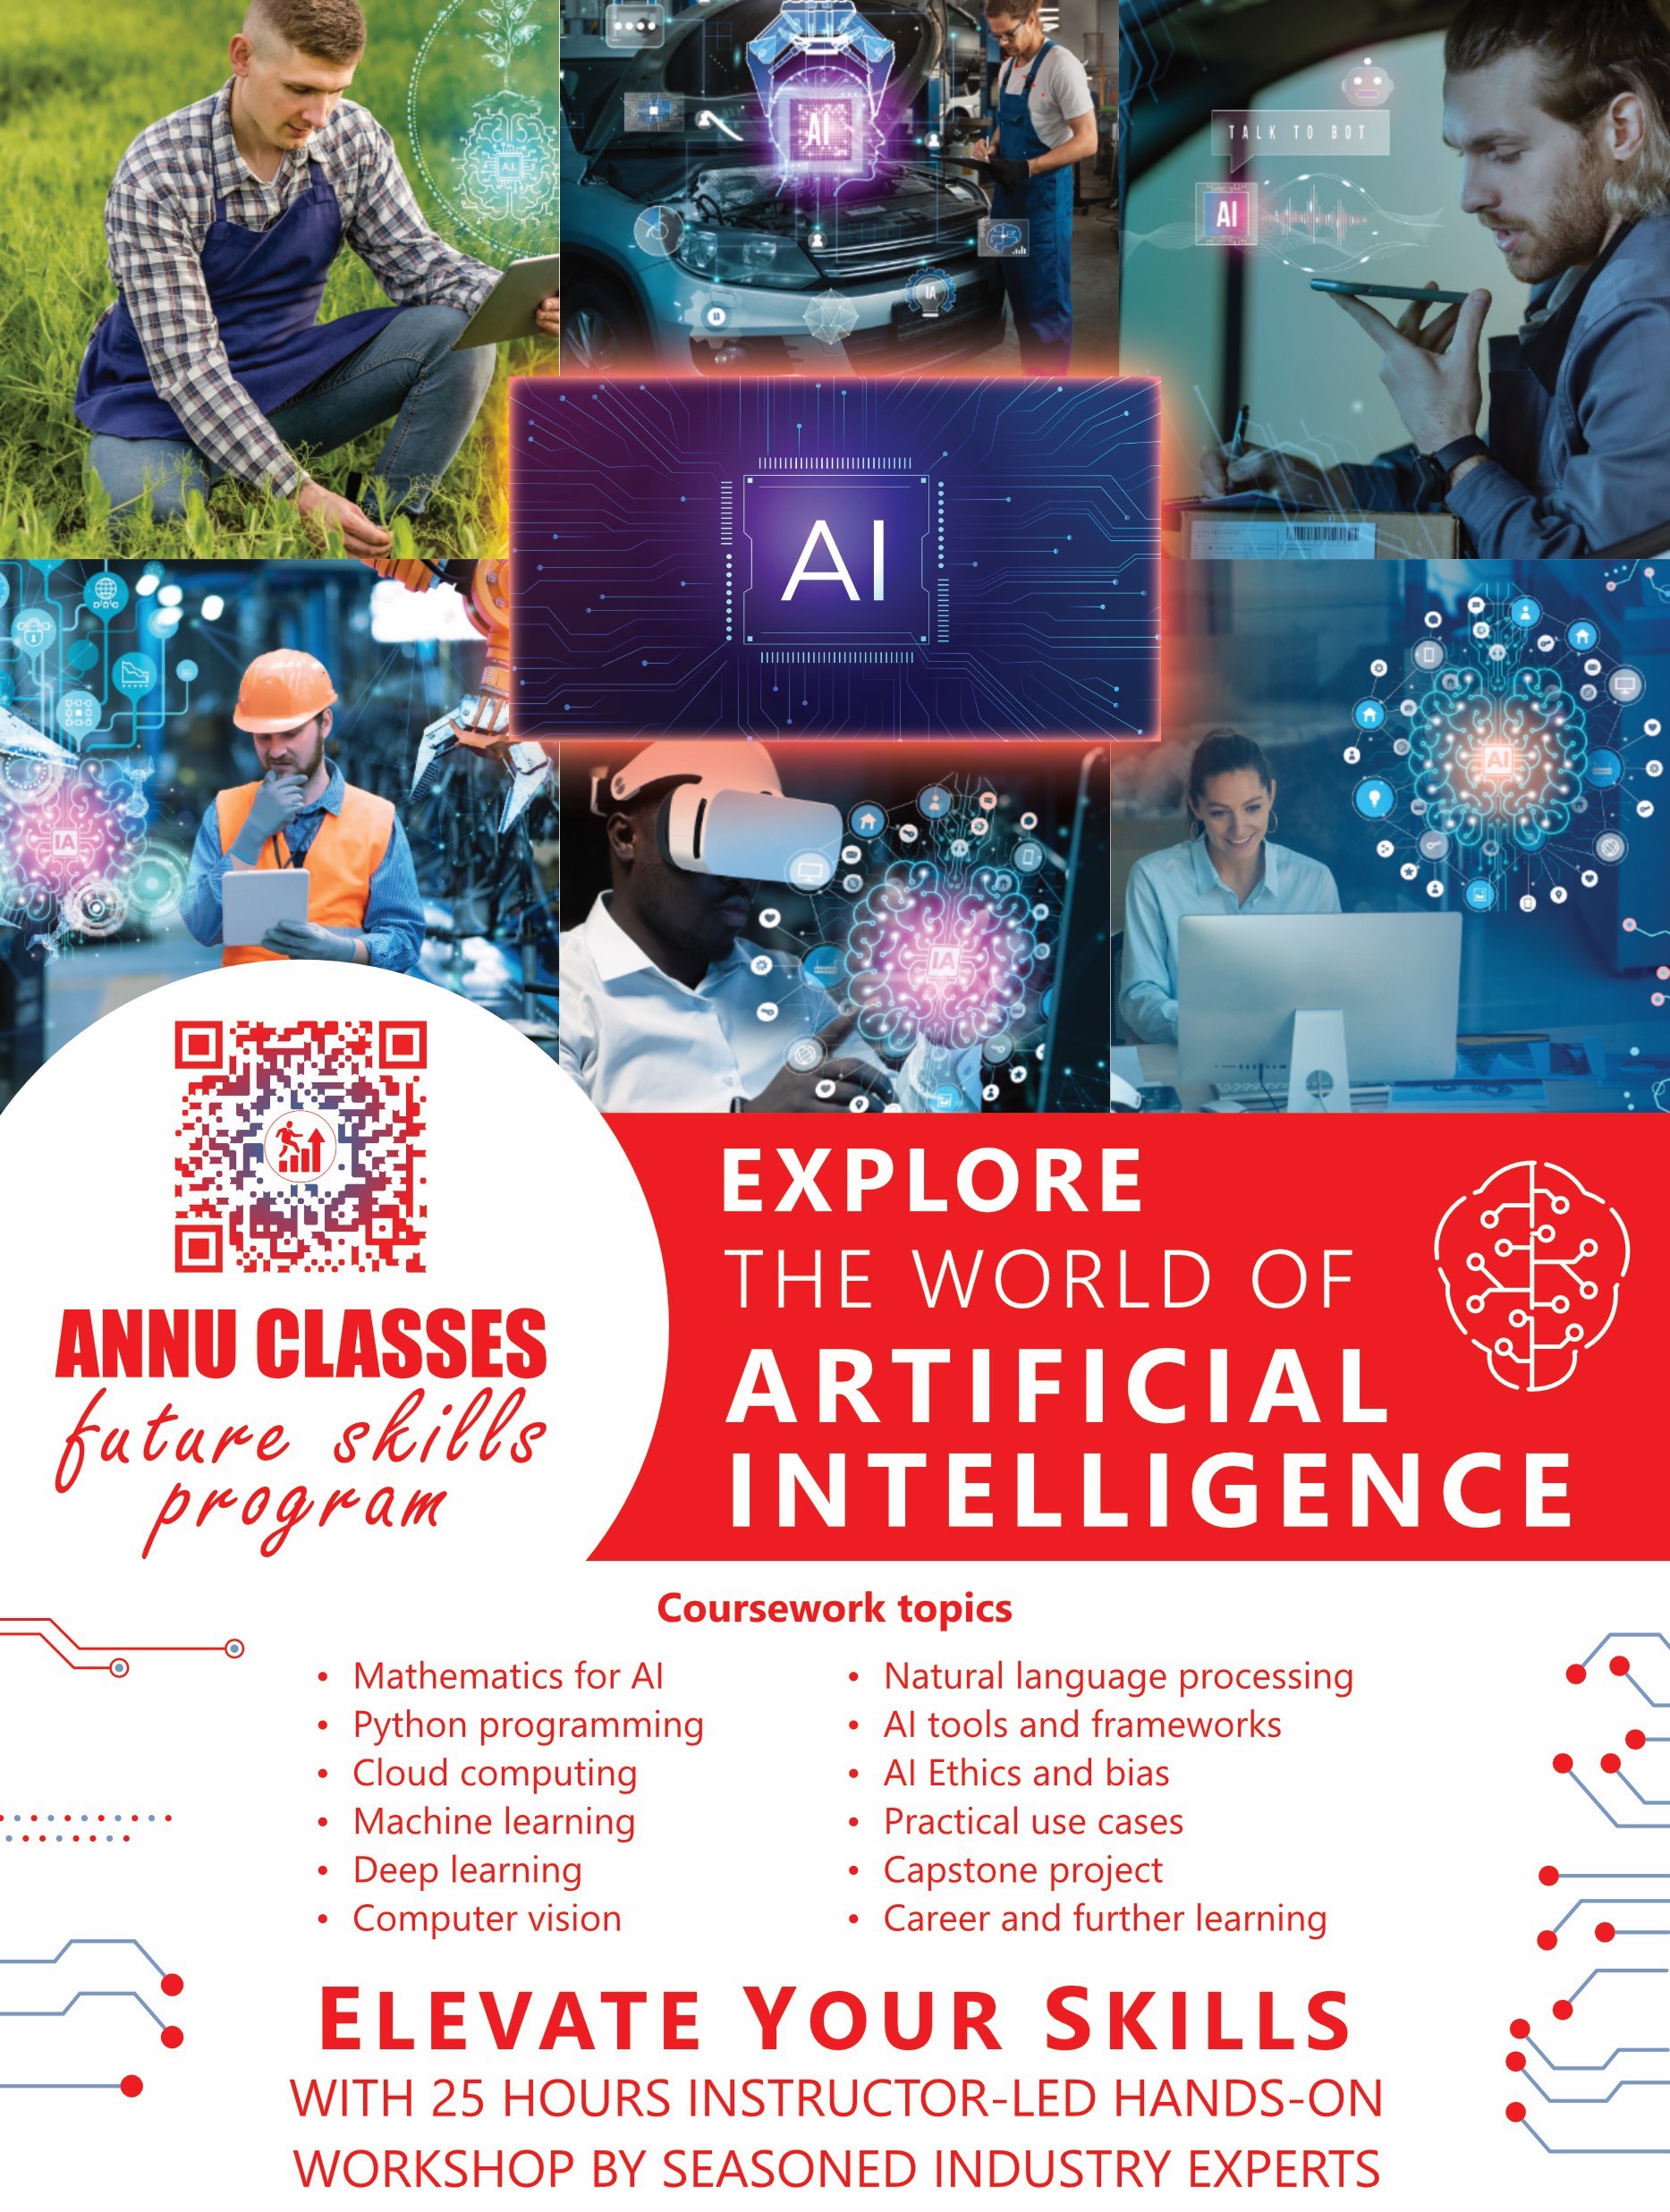 A.I.
AI
IA
TALK TO BOT
AI
AI
IA
IA
AI
ANNU CLASSES
future skills
program
EXPLORE
THE WORLD OF
ARTIFICIAL
INTELLIGENCE
Coursework topics
• Mathematics for AI
• Python programming
• Cloud computing
• Machine learning
• Deep learning
• Computer vision
• Natural language processing
• AI tools and frameworks
• AI Ethics and bias
• Practical use cases
• Capstone project
• Career and further learning
ELEVATE YOUR SKILLS
WITH 25 HOURS INSTRUCTOR-LED HANDS-ON
WORKSHOP BY SEASONED INDUSTRY EXPERTS